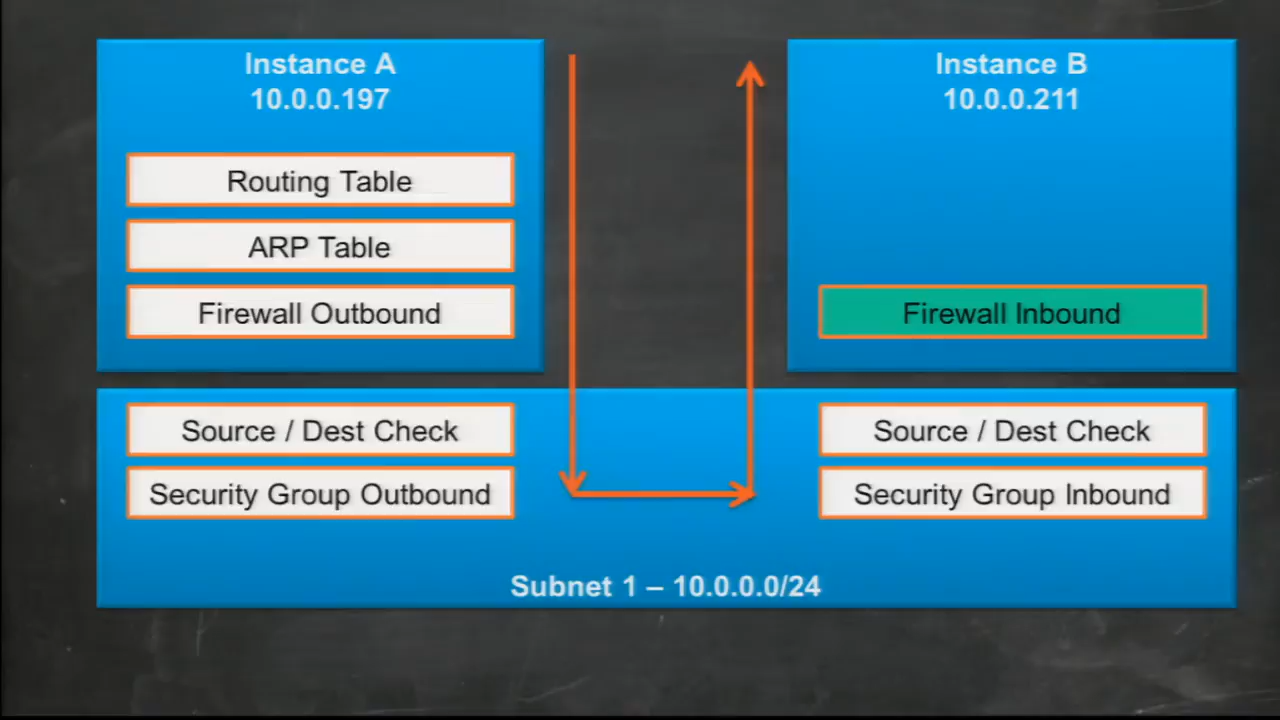 Instance A
10.0.0.197
Routing Table
ARP Table
Firewall Outbound
Instance B
10.0.0.211
Firewall Inbound
Source / Dest Check
Security Group Outbound
Source / Dest Check
Security Group Inbound
Subnet 1 – 10.0.0.0/24